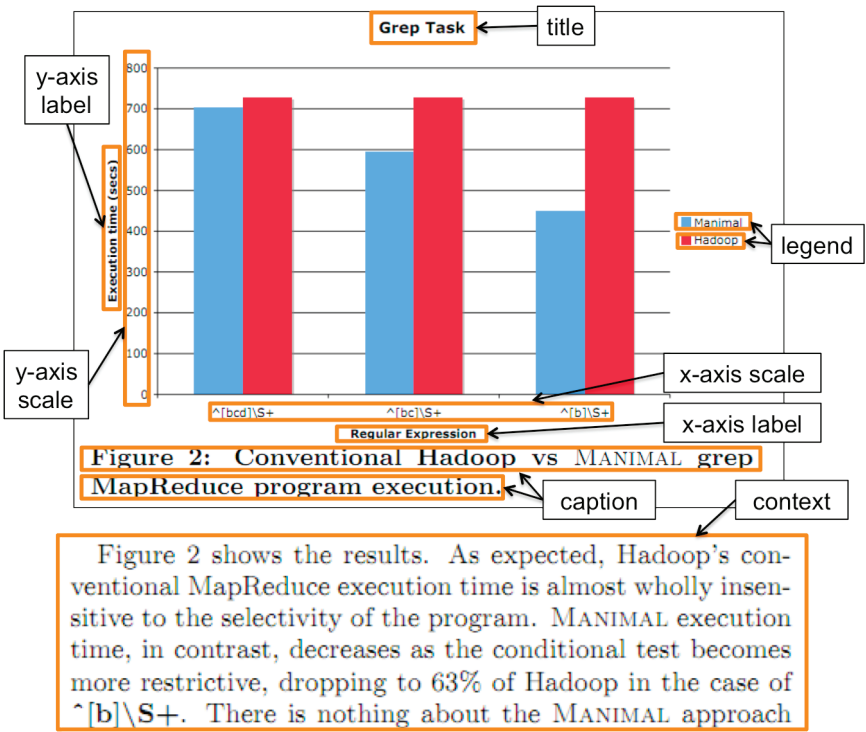 Grep Task
title
y-axis
label
800
700
600
500
400
300
200
100
0
Execution time (secs)
Manimal
Hadoop
legend
y-axis
scale
x-axis scale
^[bcd]\S+
^[bc]\S+
^[b]\S+
Regular Expression
x-axis label
Figure 2: Conventional Hadoop vs MANIMAL grep
MapReduce program execution.
caption
context
Figure 2 shows the results. As expected, Hadoop's con-
ventional MapReduce execution time is almost wholly insen-
sitive to the selectivity of the program. MANIMAL execution
time, in contrast, decreases as the conditional test becomes
more restrictive, dropping to 63% of Hadoop in the case of
^[b]\S+. There is nothing about the MANIMAL approach